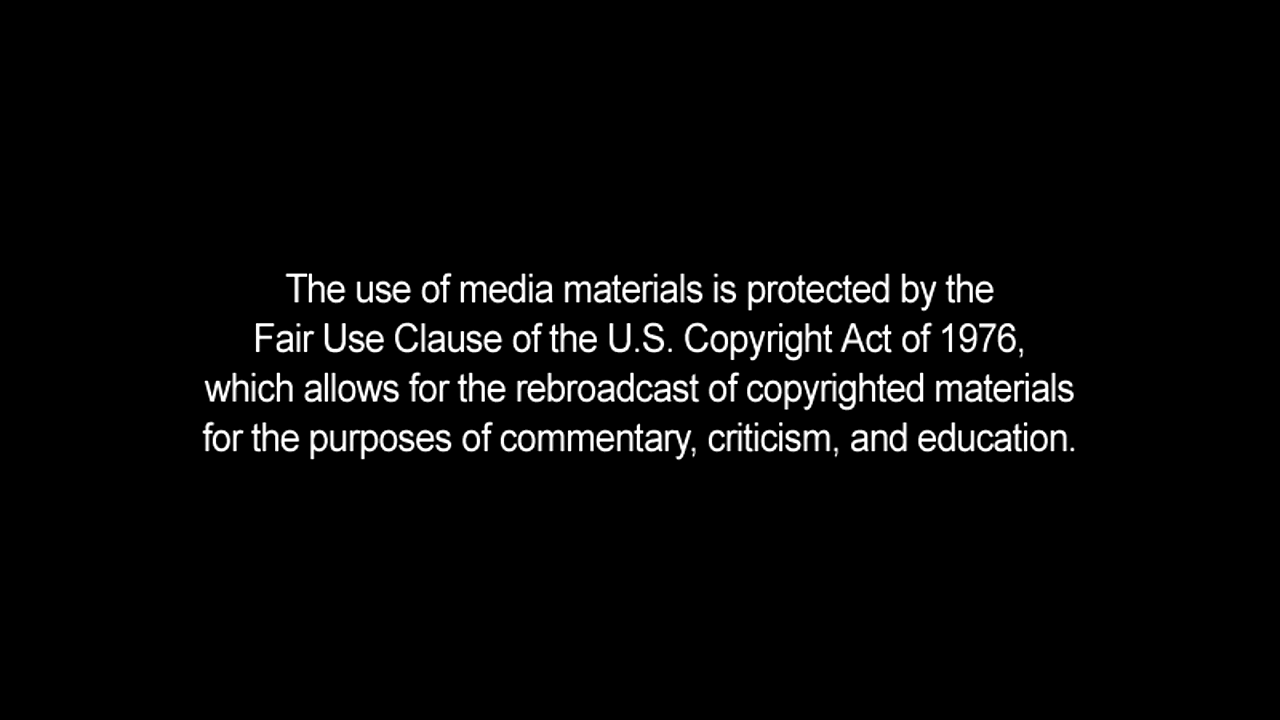 The use of media materials is protected by the
Fair Use Clause of the U.S. Copyright Act of 1976,
which allows for the rebroadcast of copyrighted materials
for the purposes of commentary, criticism, and education.